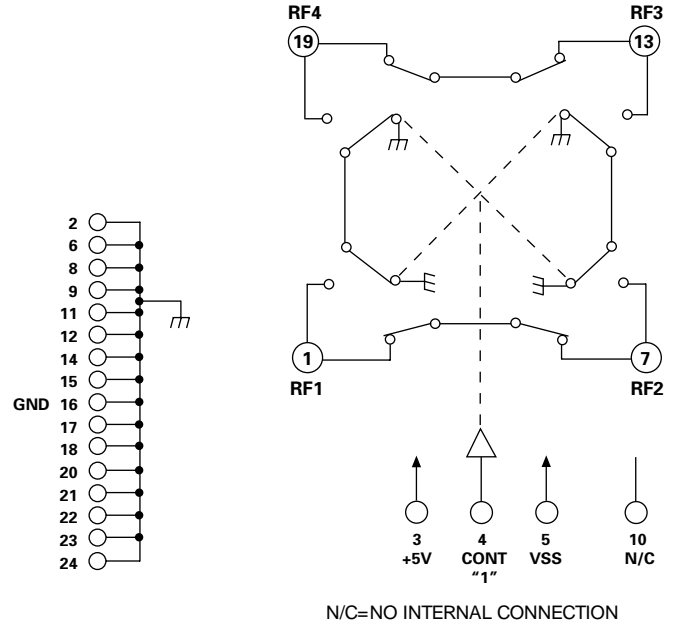 RF4
RF3
19
13
2
6
8
9
11
12
14
15
GND 16
17
18
20
21
22
23
24
1
7
RF1
RF2
3 4 5 10
+5V CONT VSS N/C
"1"
N/C=NO INTERNAL CONNECTION